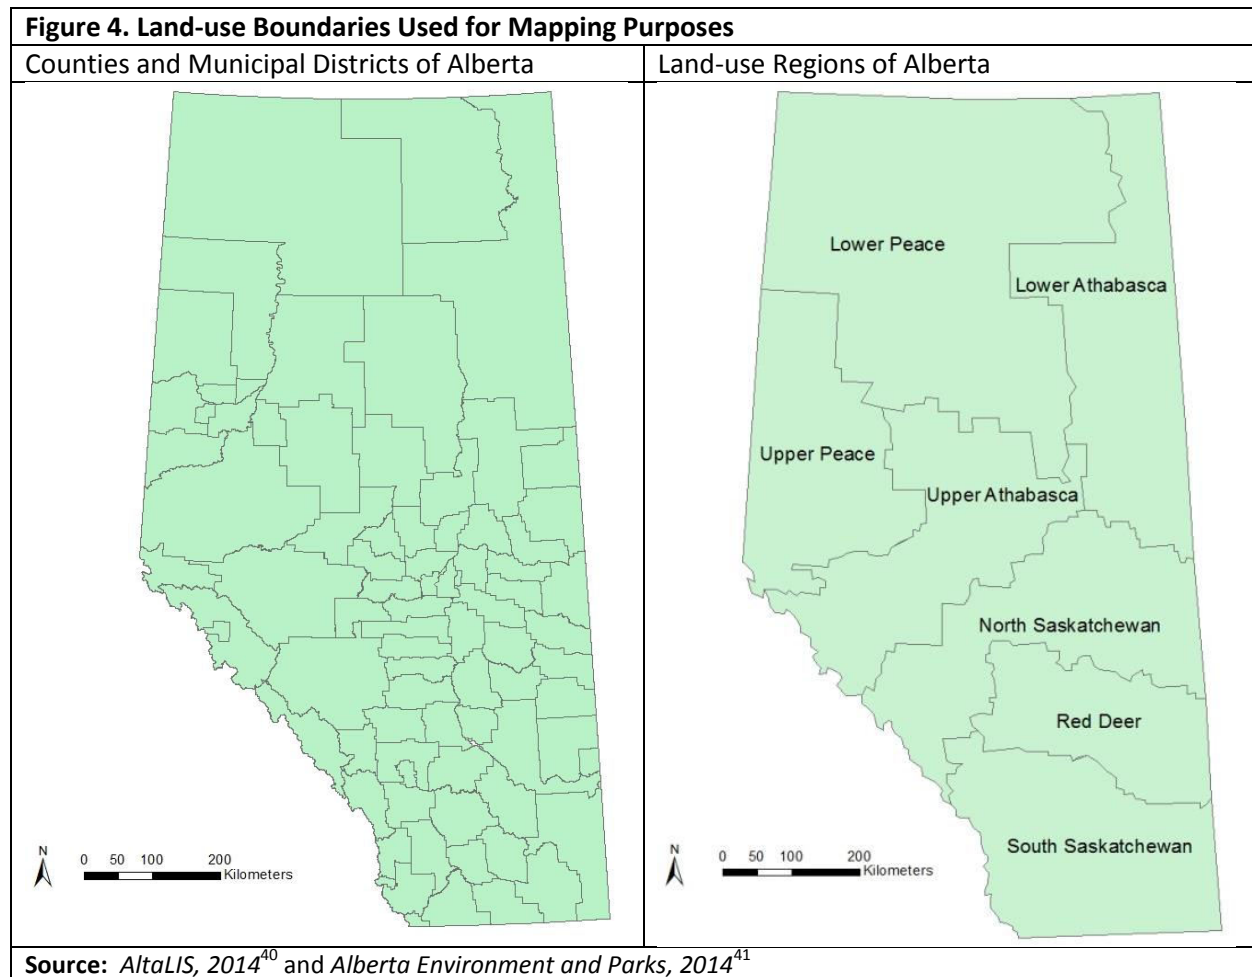 Figure 4. Land-use Boundaries Used for Mapping Purposes
Counties and Municipal Districts of Alberta
Land-use Regions of Alberta
Lower Peace
Lower Athabasca
Upper Peace
Upper Athabasca
North Saskatchewan
Red Deer
South Saskatchewan
N
0 50 100 200
Kilometers
N
0 50 100 200
Kilometers
Source: AltaLIS, 2014⁴⁰ and Alberta Environment and Parks, 2014⁴¹